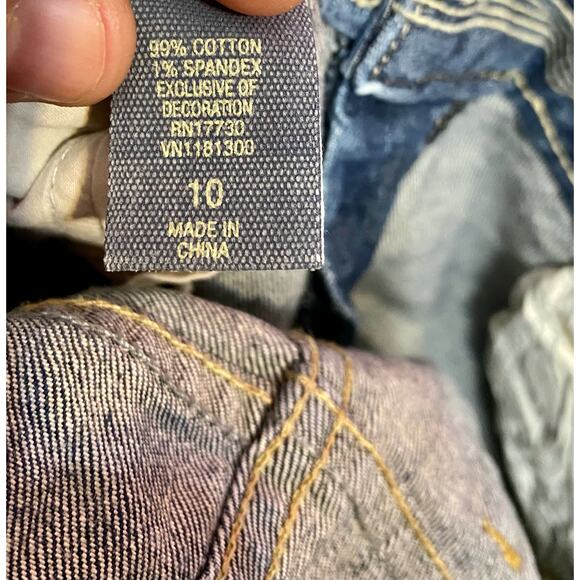 99% COTTON
1% SPANDEX
EXCLUSIVE OF
DECORATION
RN17730
VN1181300
10
MADE IN
CHINA